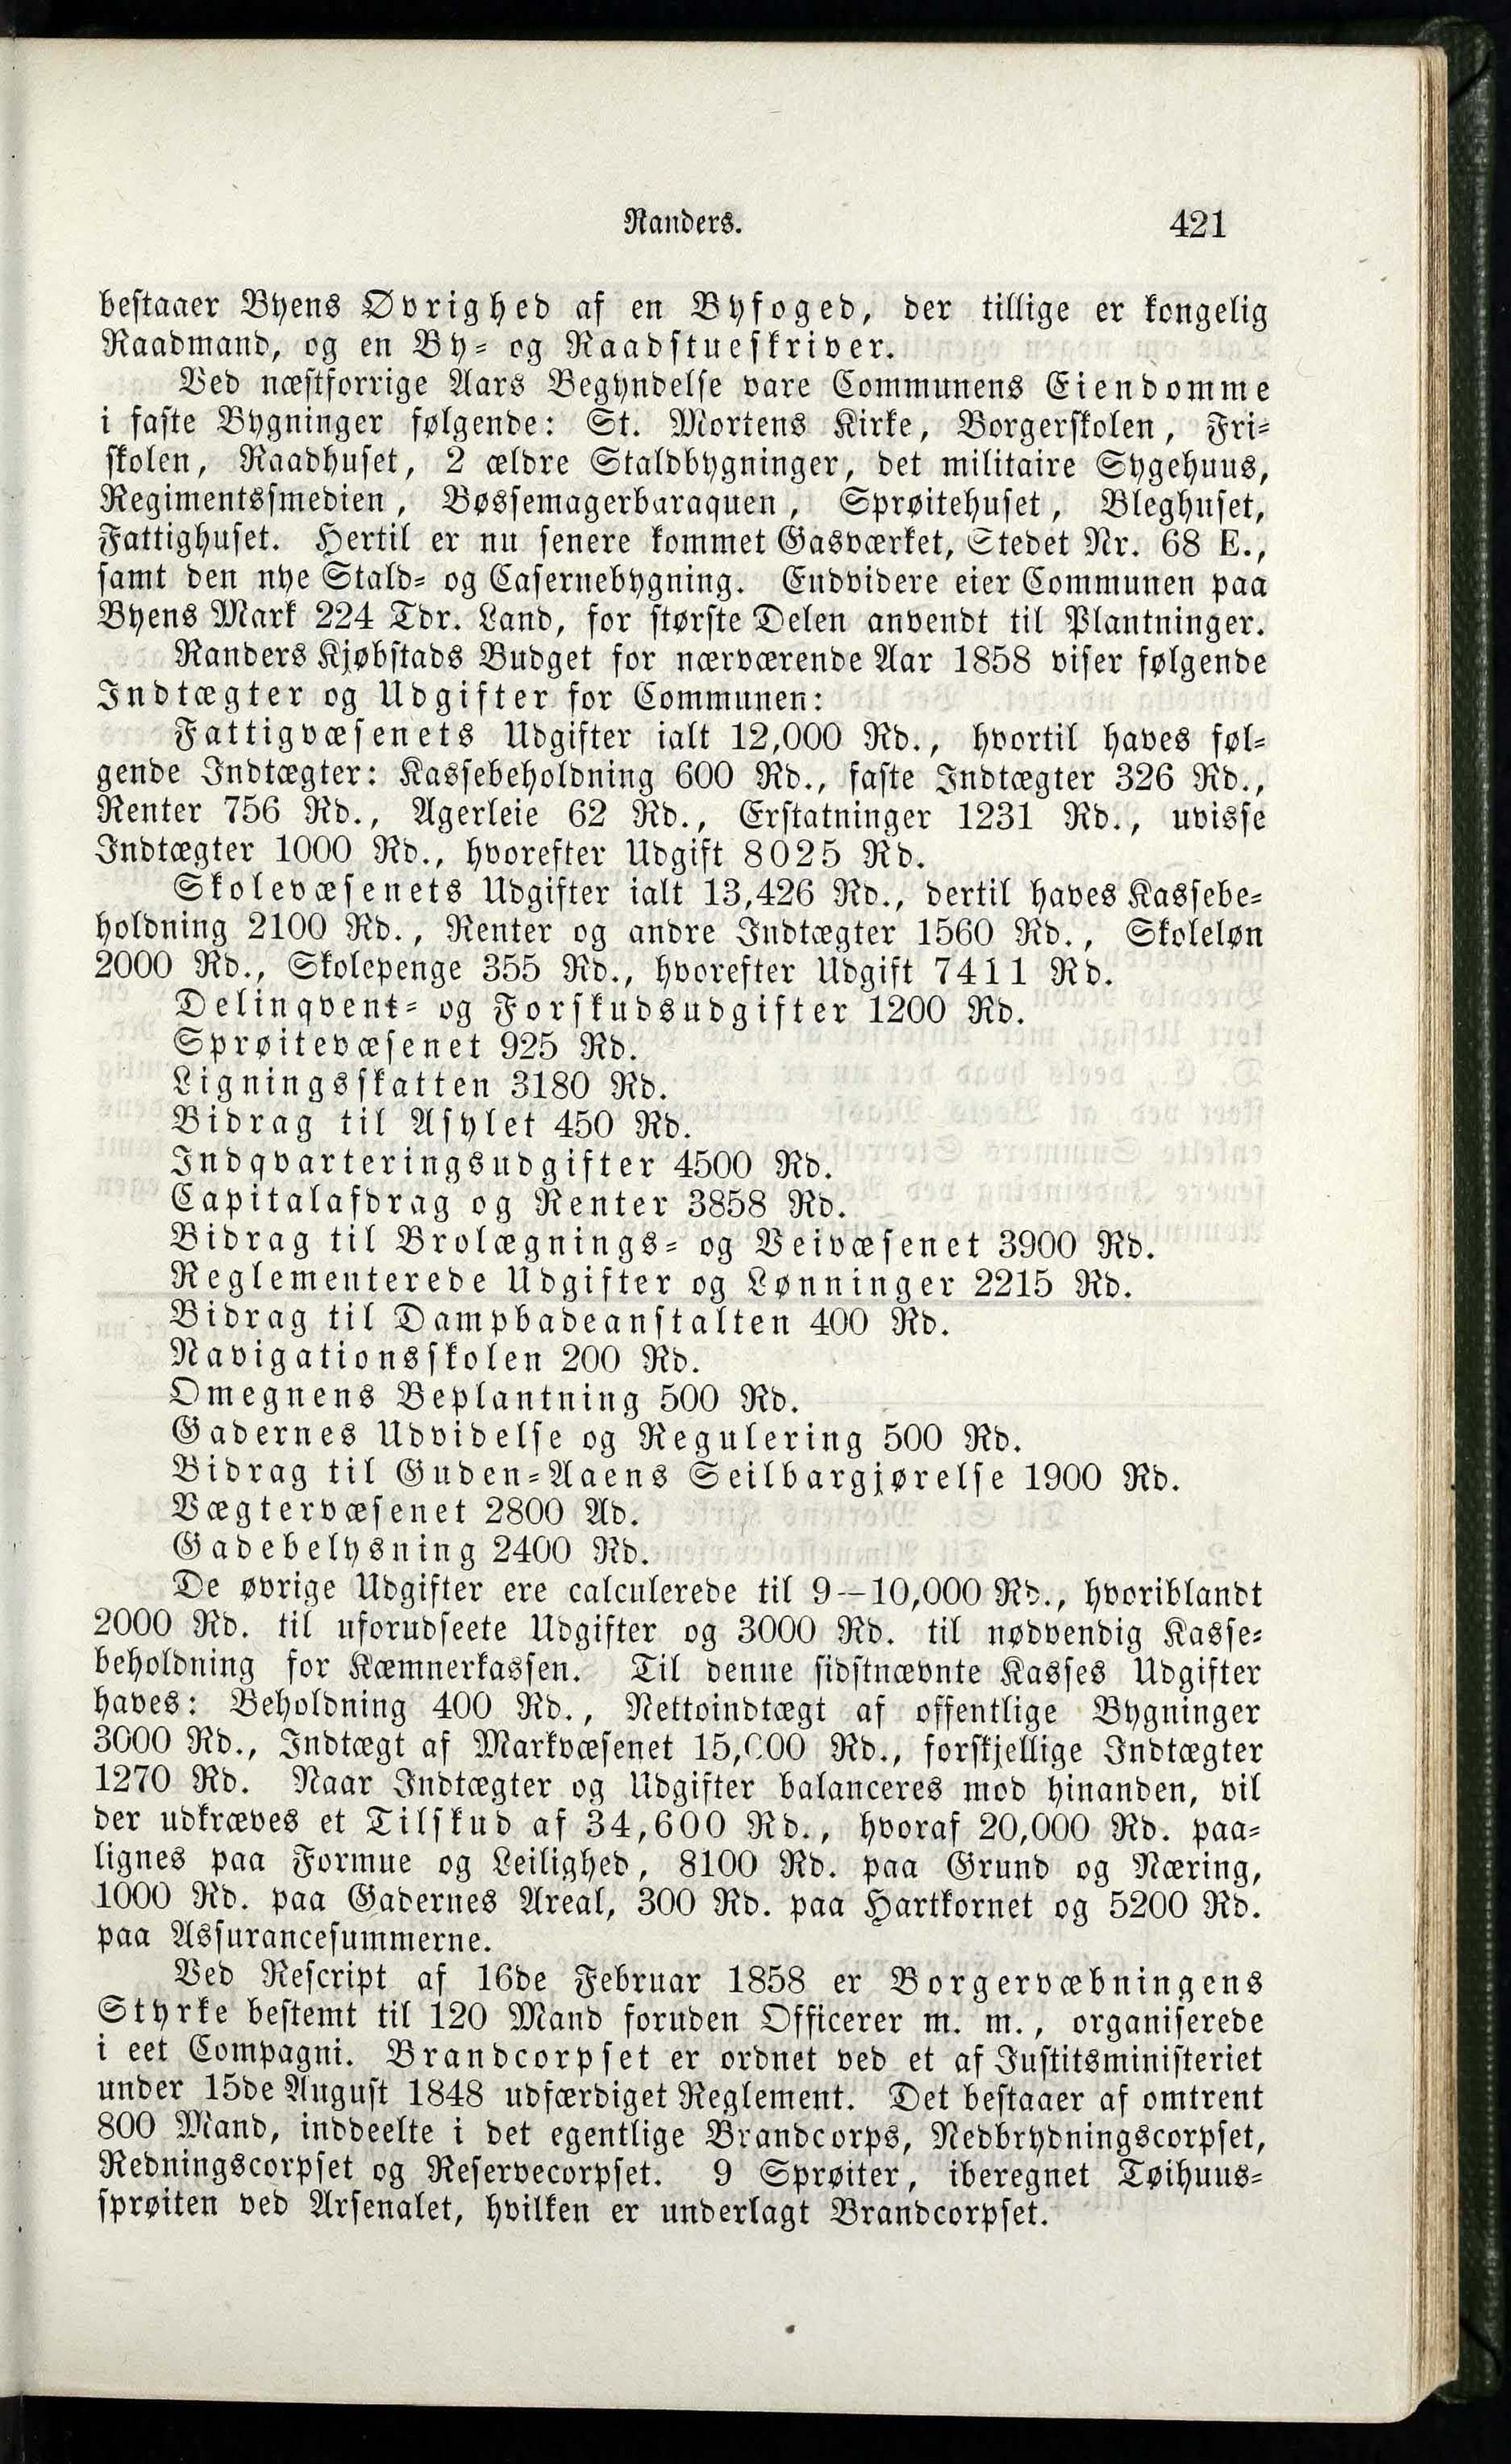 Randers. 421
bestaaer Byens Øvrighed af en Byfoged, der tillige er kongelig
Raadmand, og en By- og Raadstueskriver.
Ved næstforrige Aars Begyndelse vare Communens Eiendomme
i faste Bygninger følgende: St. Mortens Kirke, Borgerskolen, Fri-
skolen, Raadhuset, 2 ældre Staldbygninger, det militaire Sygehuus,
Regimentssmedien, Bøssemagerbaraquen, Sprøitehuset, Bleghuset,
Fattighuset. Hertil er nu senere kommet Gasværket, Stedet Nr. 68 E.,
samt den nye Stald- og Casernebygning. Endvidere eier Communen paa
Byens Mark 224 Tdr. Land, for største Delen anvendt til Plantninger.
Randers Kjøbstads Budget for nærværende Aar 1858 viser følgende
Indtægter og Udgifter for Communen:
Fattigvæsenets Udgifter ialt 12,000 Rd., hvortil haves føl-
gende Indtægter: Kassebeholdning 600 Rd., faste Indtægter 326 Rd.,
Renter 756 Rd., Agerleie 62 Rd., Erstatninger 1231 Rd., uvisse
Indtægter 1000 Rd., hvorefter Udgift 8025 Rd.
Skolevæsenets Udgifter ialt 13,426 Rd., dertil haves Kassebe-
holdning 2100 Rd., Renter og andre Indtægter 1560 Rd., Skoleløn
2000 Rd., Skolepenge 355 Rd., hvorefter Udgift 7411 Rd.
Delinqvent- og Forskudsudgifter 1200 Rd.
Sprøitevæsenet 925 Rd.
Ligningsskatten 3180 Rd.
Bidrag til Asylet 450 Rd.
Indqvarteringsudgifter 4500 Rd.
Capitalafdrag og Renter 3858 Rd.
Bidrag til Brolægnings- og Veivæsenet 3900 Rd.
Reglementerede Udgifter og Lønninger 2215 Rd.
Bidrag til Dampbadeanstalten 400 Rd.
Navigationsskolen 200 Rd.
Omegnens Beplantning 500 Rd.
Gadernes Udvidelse og Regulering 500 Rd.
Bidrag til Guden-Aaens Seilbargjørelse 1900 Rd.
Vægtervæsenet 2800 Ad.
Gadebelysning 2400 Rd.
De øvrige Udgifter ere calculerede til 9—10,000 Rd., hvoriblandt
2000 Rd. til uforudseete Udgifter og 3000 Rd. til nødvendig Kasse-
beholdning for Kæmnerkassen. Til denne sidstnævnte Kasses Udgifter
haves: Beholdning 400 Rd., Nettoindtægt af offentlige Bygninger
3000 Rd., Indtægt af Markvæsenet 15,000 Rd., forskjellige Indtægter
1270 Rd. Naar Indtægter og Udgifter balanceres mod hinanden, vil
der udkræves et Tilskud af 34,600 Rd., hvoraf 20,000 Rd. paa-
lignes paa Formue og Leilighed, 8100 Rd. paa Grund og Næring,
1000 Rd. paa Gadernes Areal, 300 Rd. paa Hartkornet og 5200 Rd.
paa Assurancesummerne.
Ved Rescript af 16de Februar 1858 er Borgervæbningens
Styrke bestemt til 120 Mand foruden Officerer m. m., organiserede
i eet Compagni. Brandcorpset er ordnet ved et af Justitsministeriet
under 15de August 1848 udfærdiget Reglement. Det bestaaer af omtrent
800 Mand, inddeelte i det egentlige Brandcorps, Nedbrydningscorpset,
Redningscorpset og Reservecorpset. 9 Sprøiter, iberegnet Tøihuus-
sprøiten ved Arsenalet, hvilken er underlagt Brandcorpset.